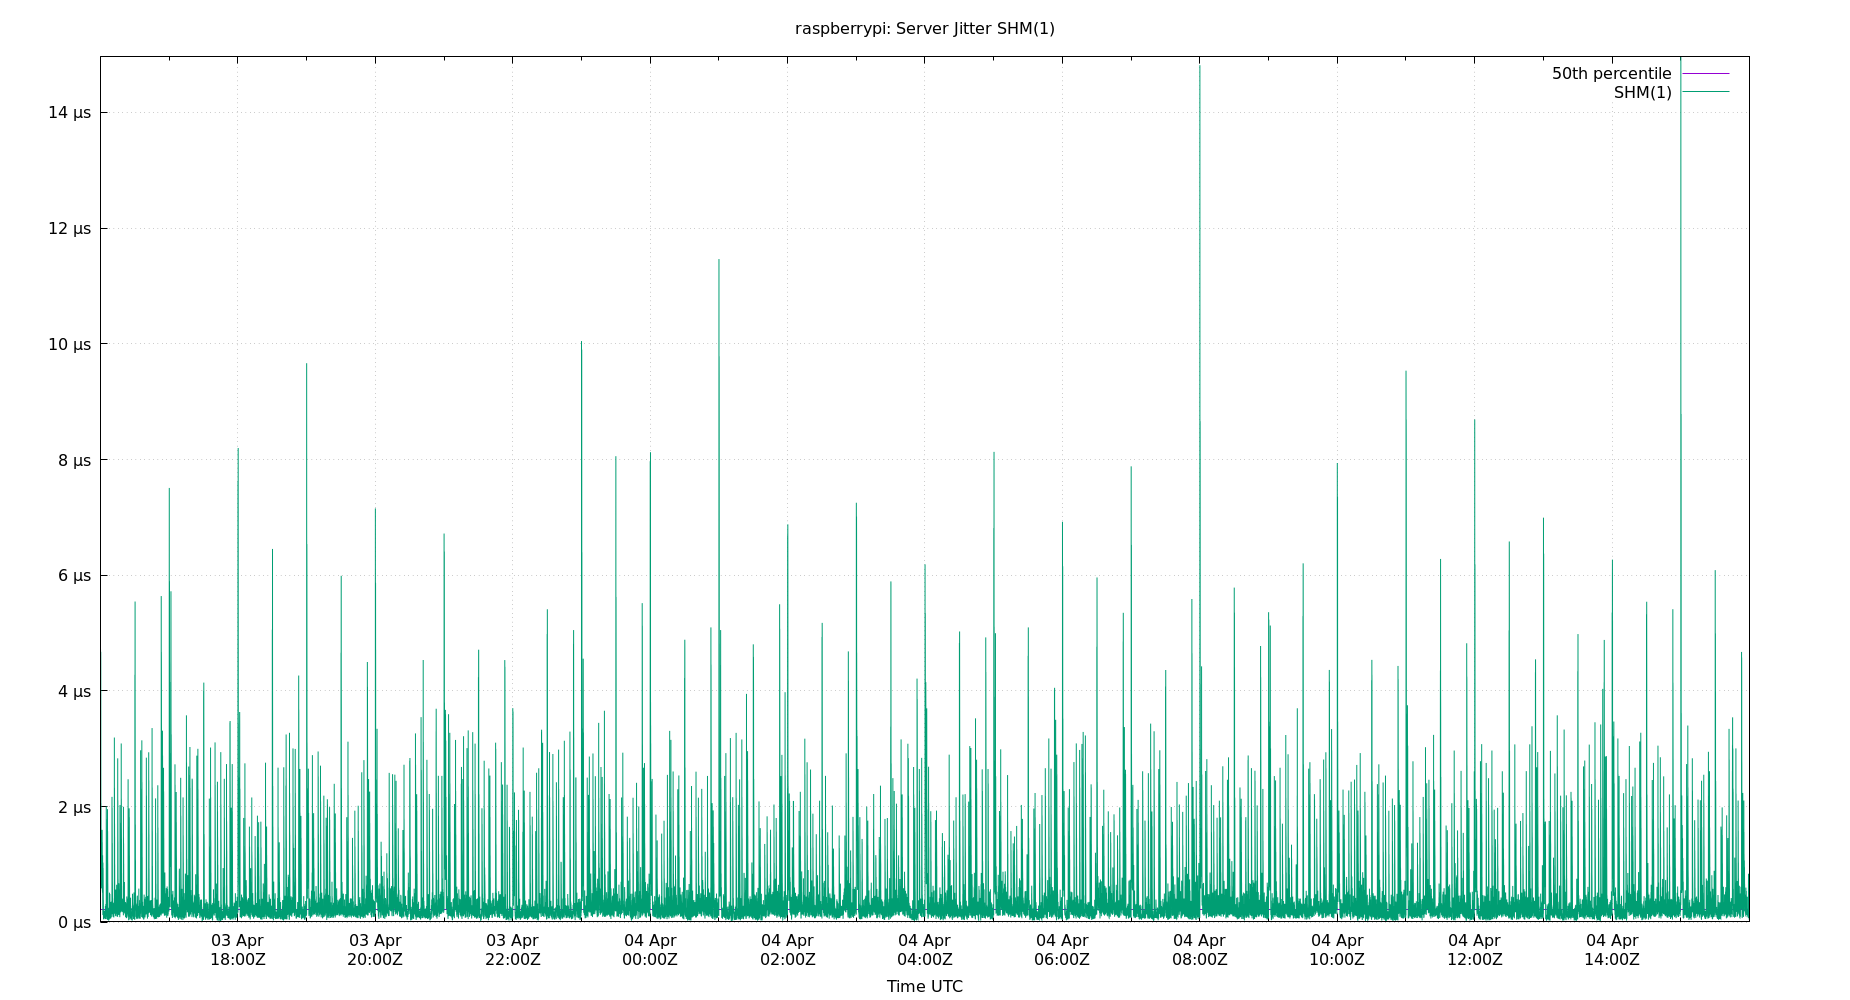 raspberrypi: Server Jitter SHM(1)
50th percentile
SHM(1)
14 µs
12 µs
10 µs
8 µs
6 µs
4 µs
2 µs
0 µs
03 Apr 03 Apr 03 Apr 04 Apr 04 Apr 04 Apr 04 Apr 04 Apr 04 Apr 04 Apr 04 Apr
18:00Z 20:00Z 22:00Z 00:00Z 02:00Z 04:00Z 06:00Z 08:00Z 10:00Z 12:00Z 14:00Z
Time UTC